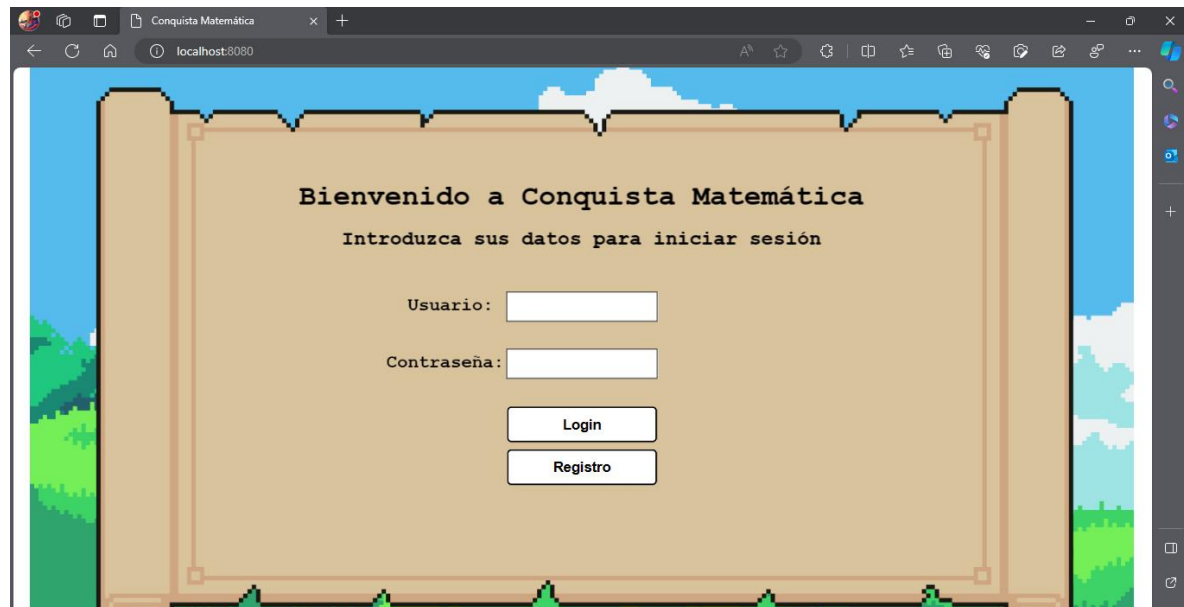 Conquista Matemática
localhost:8080
Bienvenido a Conquista Matemática
Introduzca sus datos para iniciar sesión
Usuario:
Contraseña:
Login
Registro